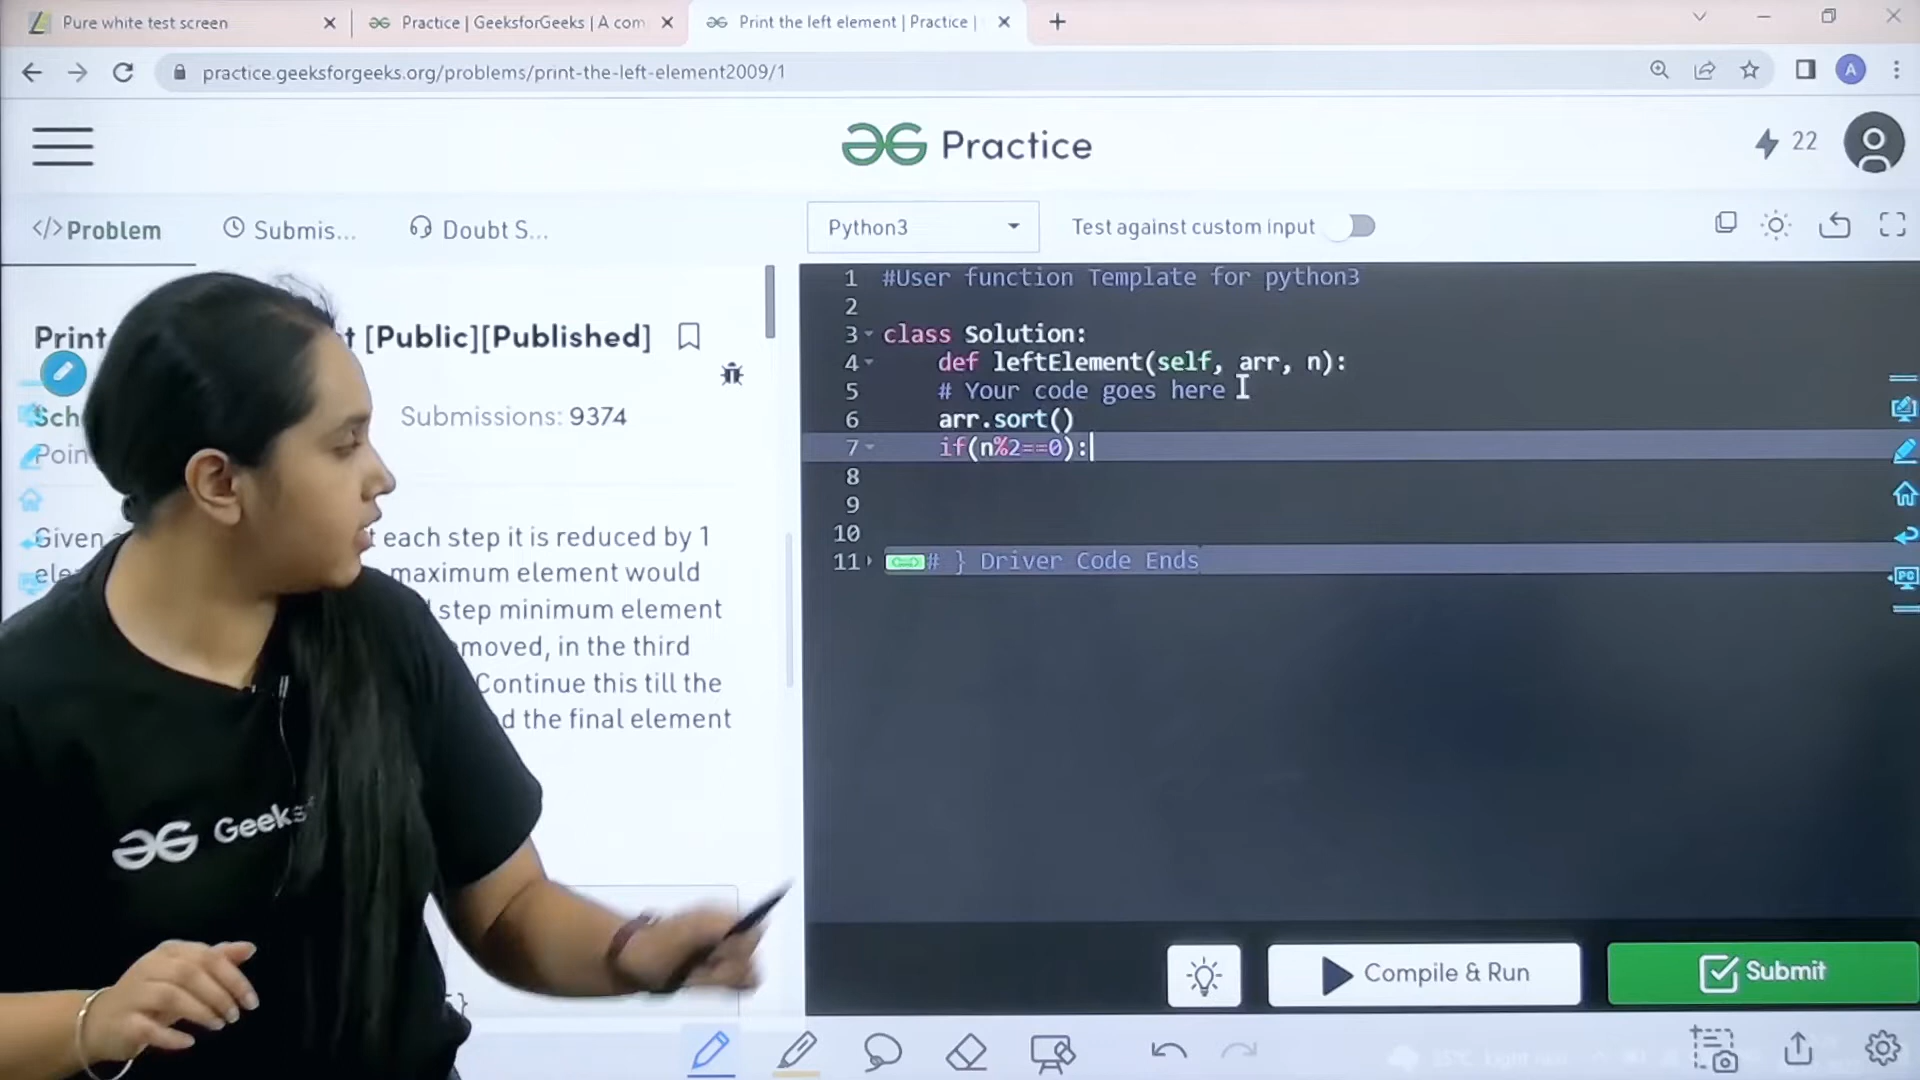 Pure white test screen
Practice | GeeksforGeeks | A com
Print the left element | Practice |
practice.geeksforgeeks.org/problems/print-the-left-element2009/1
A
Practice
22
</>Problem
Submis...
Doubt S...
Python3
Test against custom input
Print
t [Public][Published]
Sch
Submissions: 9374
Poin
Given
t each step it is reduced by 1
ele
maximum element would
step minimum element
moved, in the third
Continue this till the
d the final element
}
1 #User function Template for python3
2
3 class Solution:
4 def leftElement(self, arr, n):
5 # Your code goes here
6 arr.sort()
7 if(n%2==0):
8
9
10
11 # } Driver Code Ends
PC
Geeks
Compile & Run
Submit